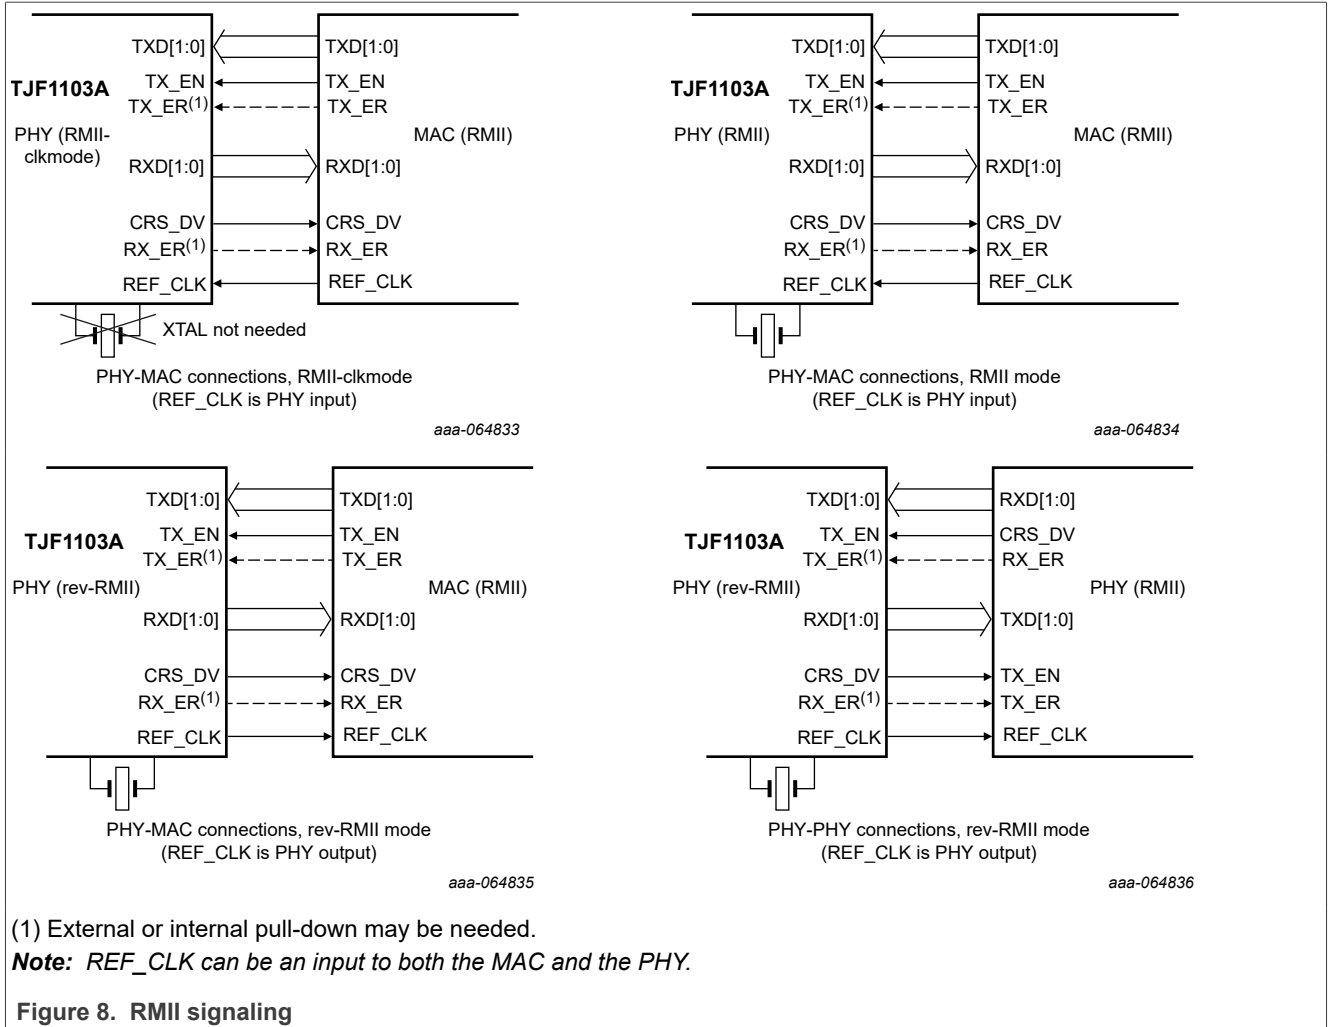 TXD[1:0] TXD[1:0]
TJF1103A TX_EN TX_EN
TX_ER(1) TX_ER
PHY (RMII-
clkmode)
MAC (RMII)
RXD[1:0] RXD[1:0]
CRS_DV CRS_DV
RX_ER(1) RX_ER
REF_CLK REF_CLK
XTAL not needed
PHY-MAC connections, RMII-clkmode
(REF_CLK is PHY input)
aaa-064833
TXD[1:0] TXD[1:0]
TJF1103A TX_EN TX_EN
TX_ER(1) TX_ER
PHY (RMII) MAC (RMII)
RXD[1:0] RXD[1:0]
CRS_DV CRS_DV
RX_ER(1) RX_ER
REF_CLK REF_CLK
PHY-MAC connections, RMII mode
(REF_CLK is PHY input)
aaa-064834
TXD[1:0] TXD[1:0]
TJF1103A TX_EN TX_EN
TX_ER(1) TX_ER
PHY (rev-RMII) MAC (RMII)
RXD[1:0] RXD[1:0]
CRS_DV CRS_DV
RX_ER(1) RX_ER
REF_CLK REF_CLK
PHY-MAC connections, rev-RMII mode
(REF_CLK is PHY output)
aaa-064835
TXD[1:0] RXD[1:0]
TJF1103A TX_EN CRS_DV
TX_ER(1) RX_ER
PHY (rev-RMII) PHY (RMII)
RXD[1:0] TXD[1:0]
CRS_DV TX_EN
RX_ER(1) TX_ER
REF_CLK REF_CLK
PHY-PHY connections, rev-RMII mode
(REF_CLK is PHY output)
aaa-064836
(1) External or internal pull-down may be needed.
Note: REF_CLK can be an input to both the MAC and the PHY.
Figure 8. RMII signaling